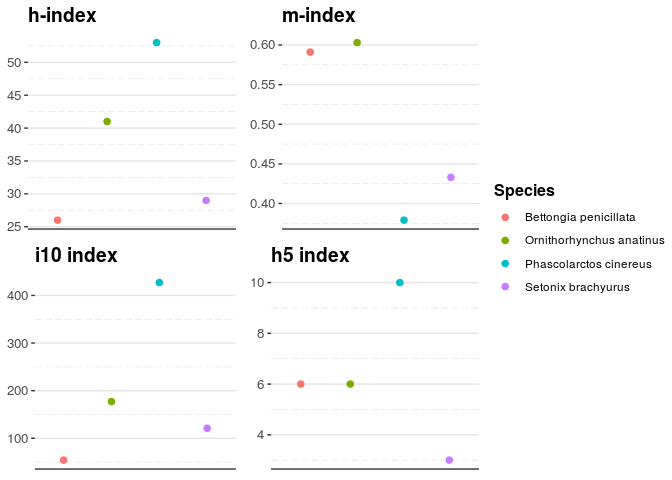 h-index
50
45
40
35
30
25
m-index
0.60
0.55
0.50
0.45
0.40
i10 index
400
300
200
100
h5 index
10
8
6
4
Species
Bettongia penicillata
Ornithorhynchus anatinus
Phascolarctos cinereus
Setonix brachyurus